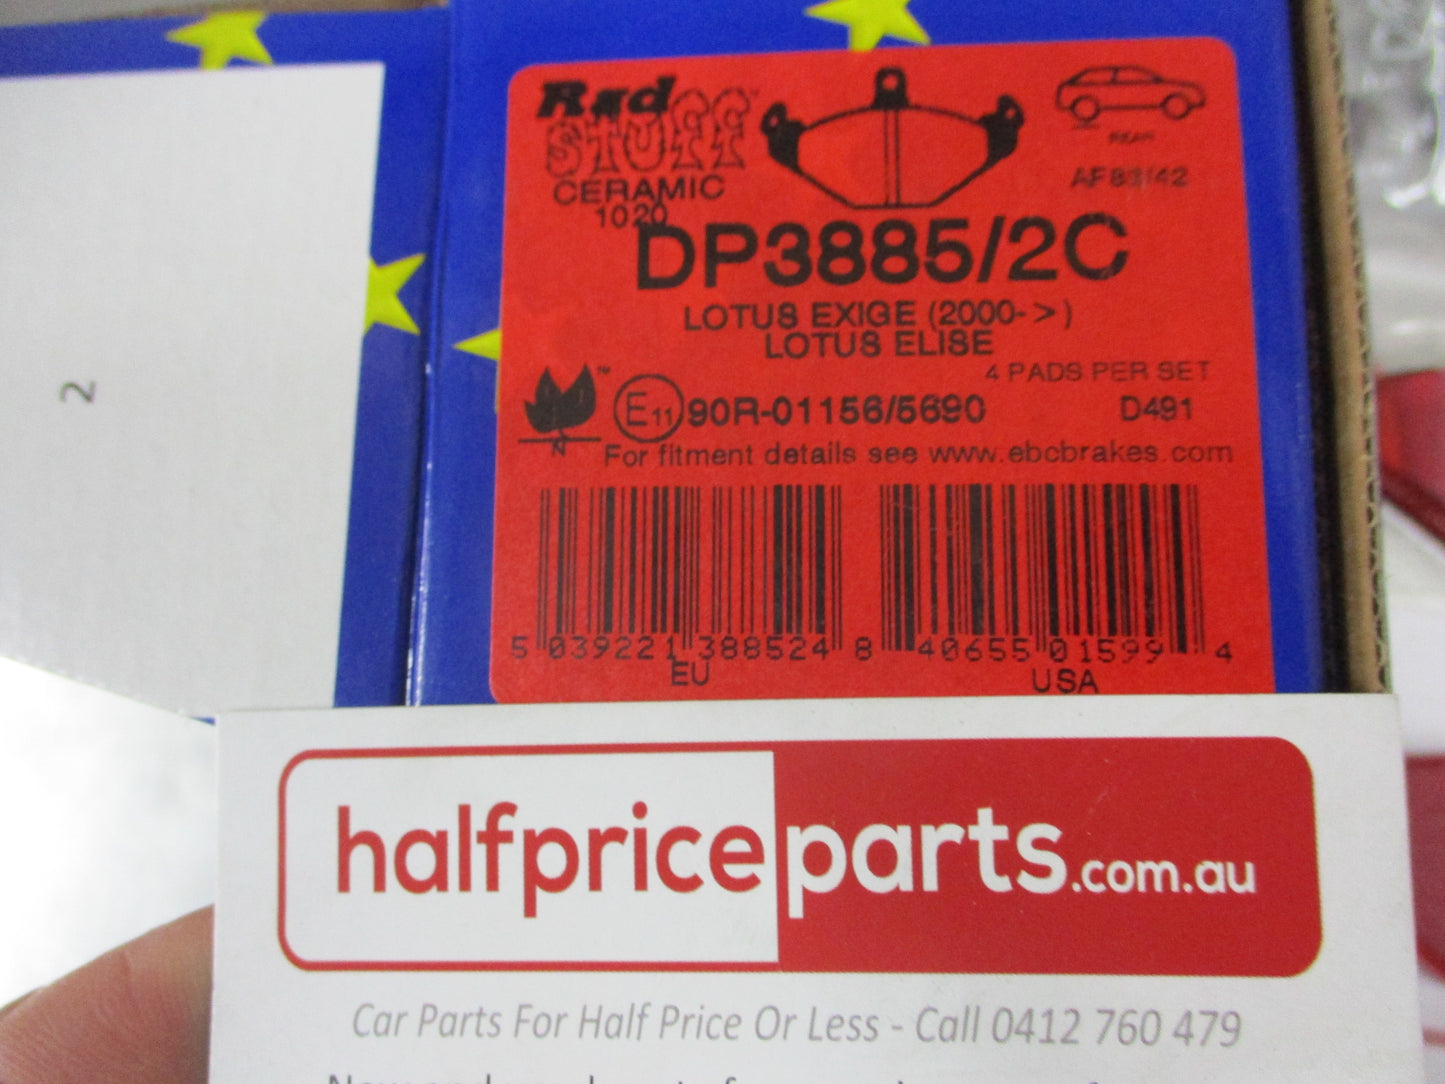 2
Red
STUFF™
CERAMIC
1020
REAR
DP3885/2C
LOTUS EXIGE (2000->)
LOTUS ELISE
4 PADS PER SET
™ E11 90R-01156/5690 D491
N
For fitment details see www.ebcbrakes.com
5 039221 388524 8 40655 01599 4
EU USA
halfpriceparts.com.au
Car Parts For Half Price Or Less - Call 0412 760 479